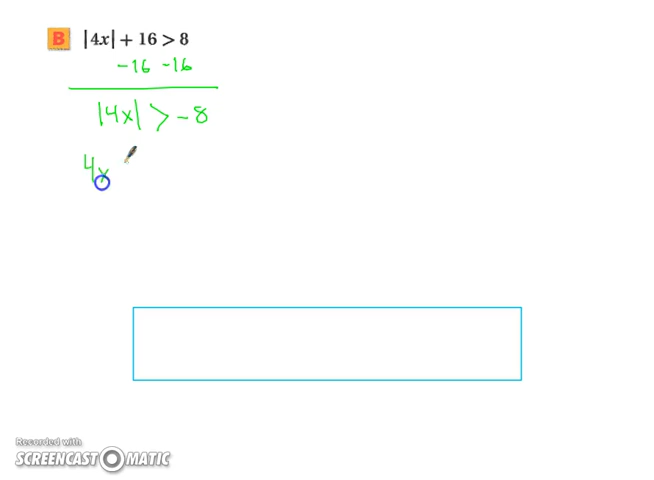 B |4x| + 16 > 8
-16 -16
|4x| > -8
4x
Recorded with
SCREENCAST MATIC